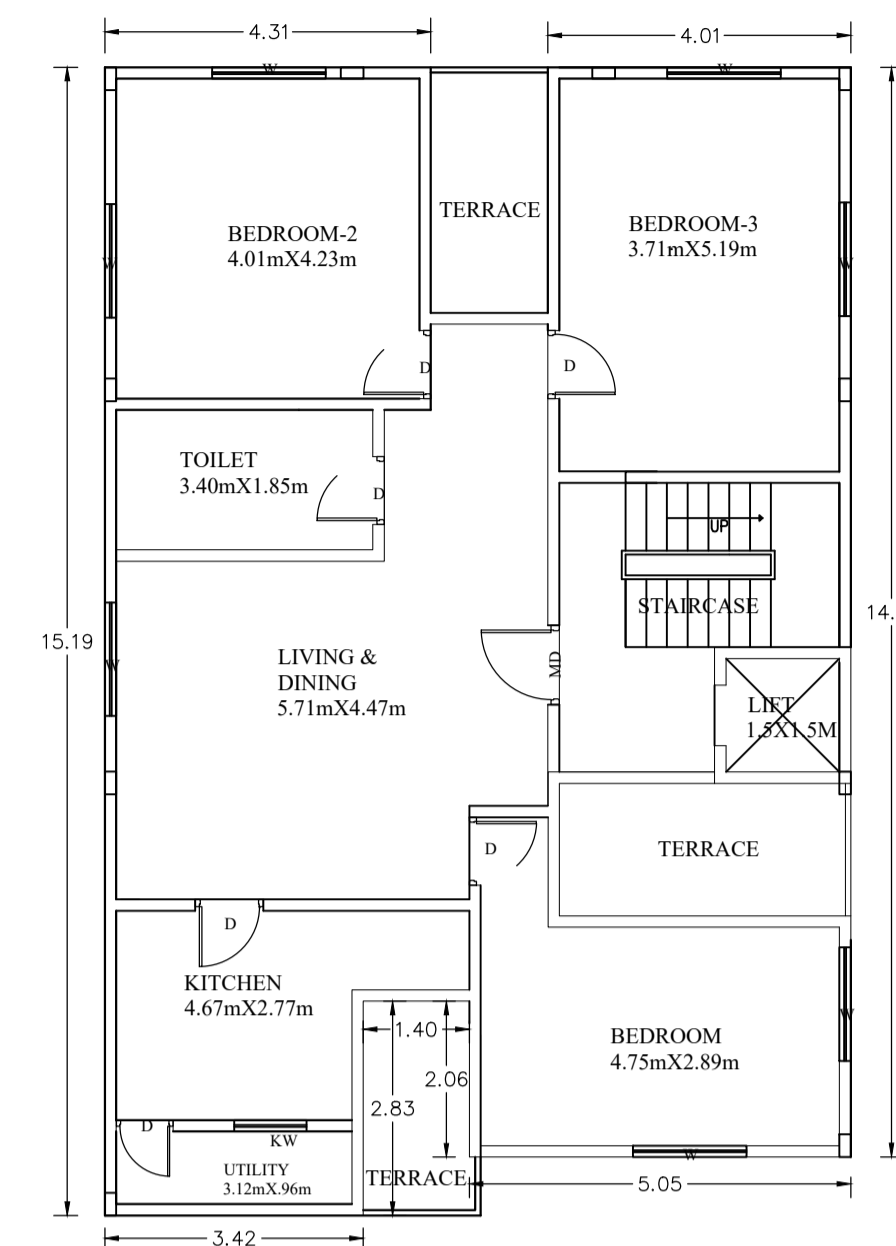 4.31
4.01
W
W
TERRACE
BEDROOM-3
3.71mX5.19m
BEDROOM-2
4.01mX4.23m
W
W
D
D
TOILET
3.40mX1.85m
D
UP
STAIRCASE
15.19
14.
LIVING &
DINING
5.71mX4.47m
MD
W
LIFT
1.5X1.5M
TERRACE
D
D
KITCHEN
4.67mX2.77m
W
1.40
BEDROOM
4.75mX2.89m
2.06
2.83
D
KW
W
UTILITY
3.12mX.96m
TERRACE
5.05
3.42